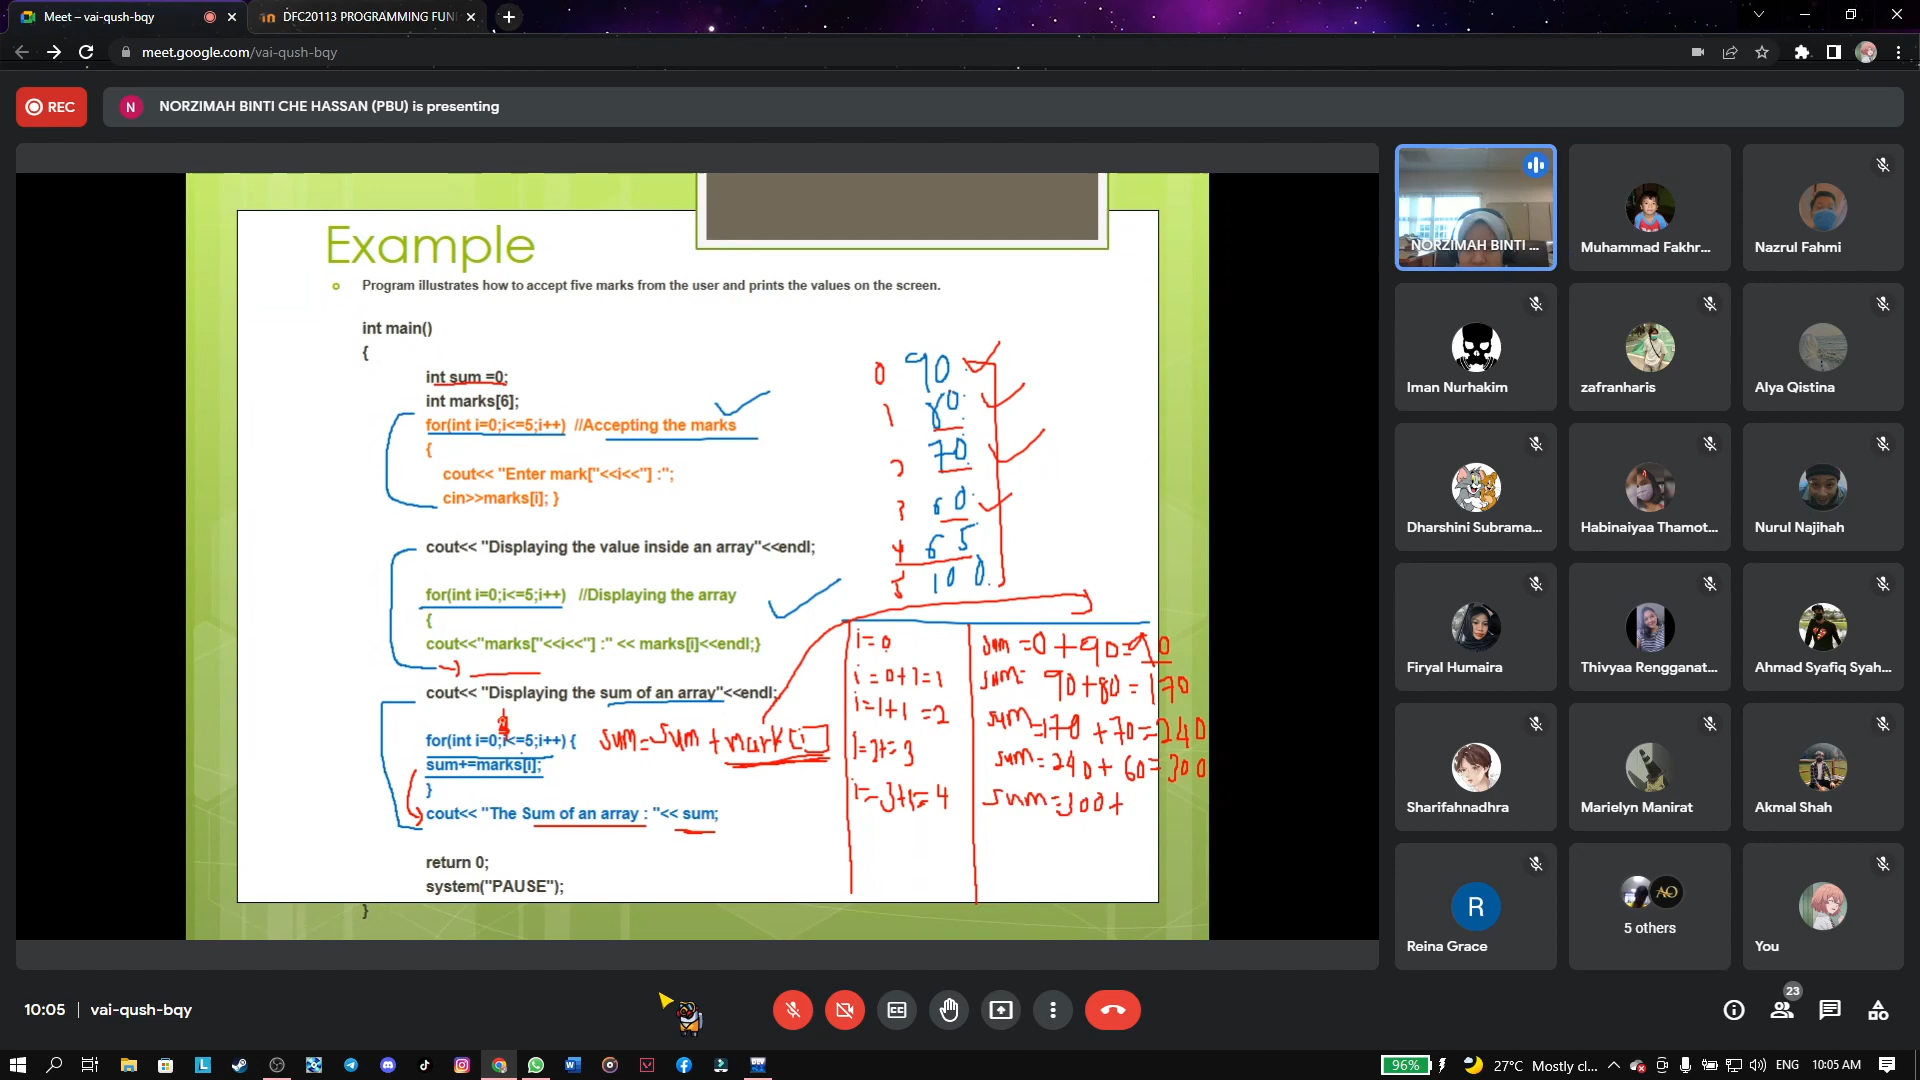 Meet – vai-qush-bqy
DFC20113 PROGRAMMING FUN
meet.google.com/vai-qush-bqy
REC
N
NORZIMAH BINTI CHE HASSAN (PBU) is presenting
Example
Program illustrates how to accept five marks from the user and prints the values on the screen.
int main()
{
int sum =0;
int marks[6];
for(int i=0;i<=5;i++) //Accepting the marks
{
cout<< "Enter mark["<<i<<"] :";
cin>>marks[i]; }
cout<< "Displaying the value inside an array"<<endl;
for(int i=0;i<=5;i++) //Displaying the array
{
cout<<"marks["<<i<<"] :" << marks[i]<<endl;}
cout<< "Displaying the sum of an array"<<endl;
for(int i=0;i<=5;i++) {
sum+=marks[i];
}
cout<< "The Sum of an array : "<< sum;
return 0;
system("PAUSE");
}
0 90
1 80
2 70
3 60
4 65
5 100
sum=sum+mark[i]
i=0
i=0+1=1
i=1+1=2
i=2+1=3
i=3+1=4
sum=0+90=90
sum= 90+80=170
sum=170+70=240
sum=240+60=300
sum=300+
NORZIMAH BINTI ...
Muhammad Fakhr...
Nazrul Fahmi
Iman Nurhakim
zafranharis
Alya Qistina
Dharshini Subrama...
Habinaiyaa Thamot...
Nurul Najihah
Firyal Humaira
Thivyaa Rengganat...
Ahmad Syafiq Syah...
Sharifahnadhra
Marielyn Manirat
Akmal Shah
R
Reina Grace
AO
5 others
You
10:05 | vai-qush-bqy
23
96%
27°C Mostly cl...
ENG
10:05 AM